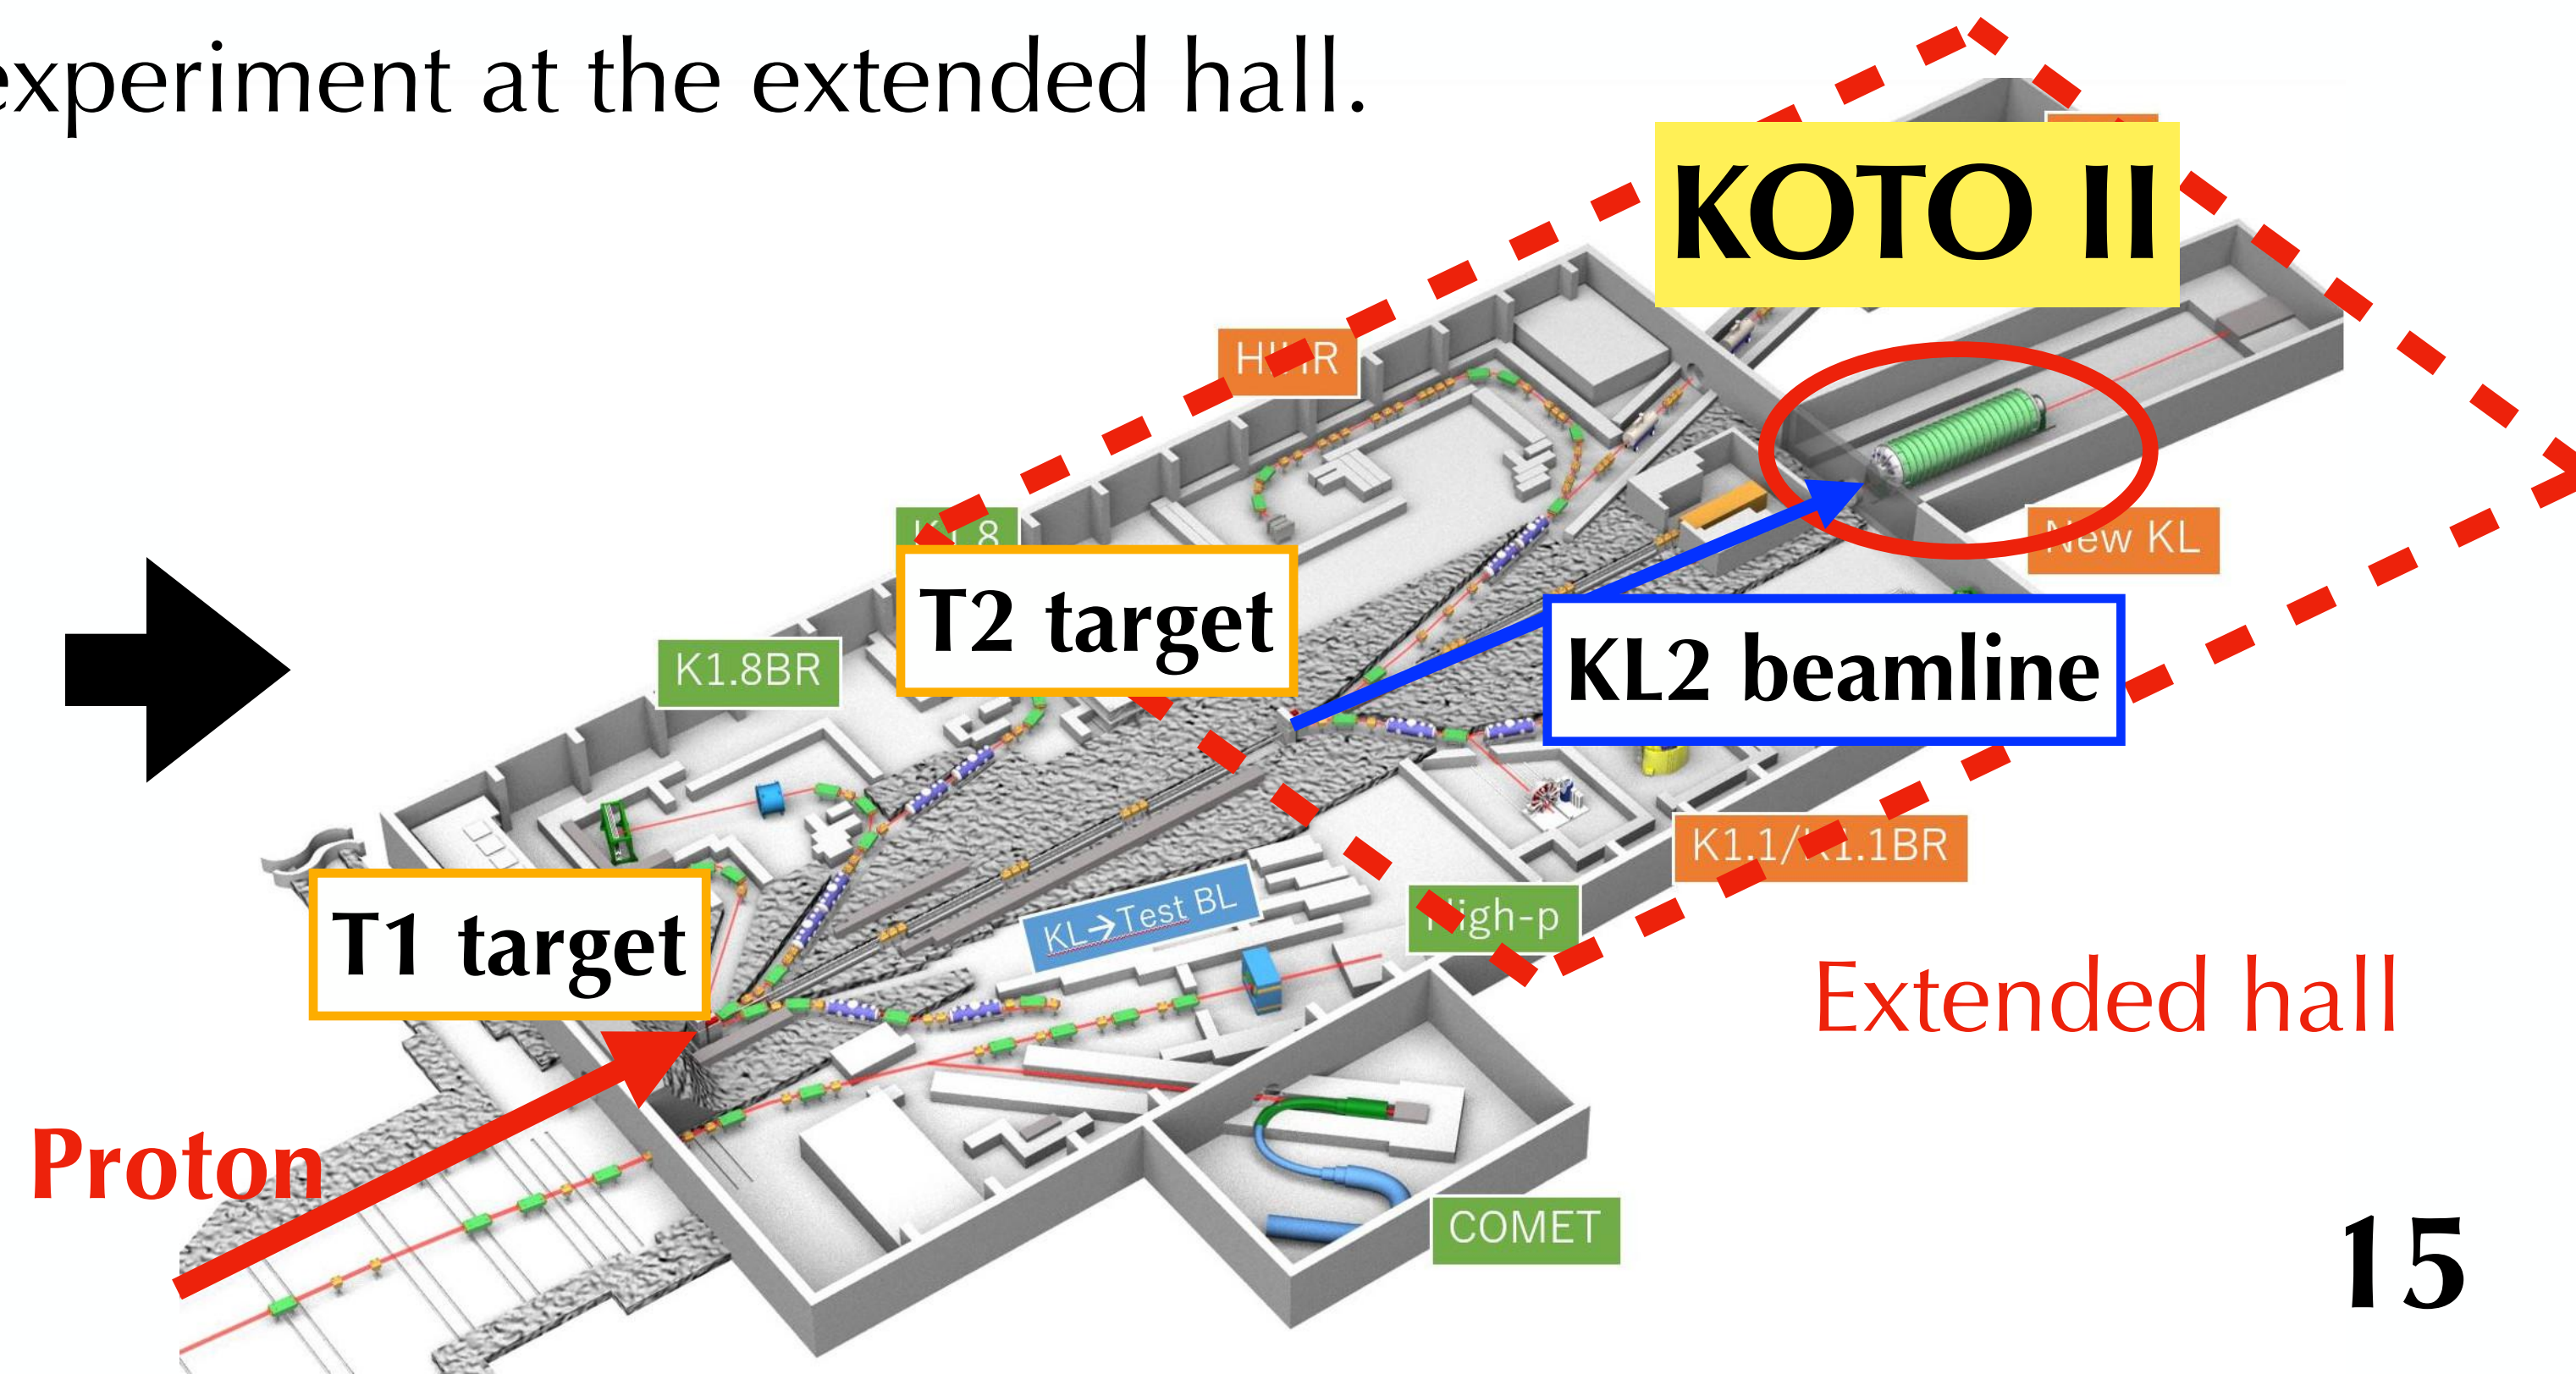 experiment at the extended hall.
KOTO II
New KL
T2 target
KL2 beamline
K1.8BR
K1.1/K1.1BR
High-p
KL→Test BL
T1 target
Extended hall
Proton
COMET
15